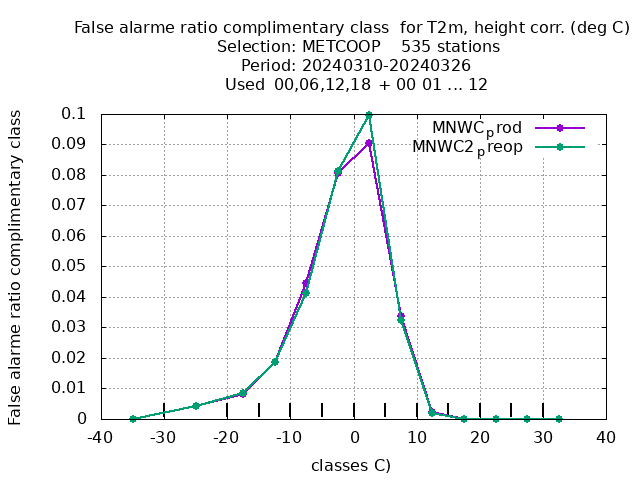 False alarme ratio complimentary class for T2m, height corr. (deg C)
Selection: METCOOP 535 stations
Period: 20240310-20240326
Used 00,06,12,18 + 00 01 ... 12
False alarme ratio complimentary class
0.1
0.09
0.08
0.07
0.06
0.05
0.04
0.03
0.02
0.01
0
MNWCprod
MNWC2preop
-40 -30 -20 -10 0 10 20 30 40
classes C)